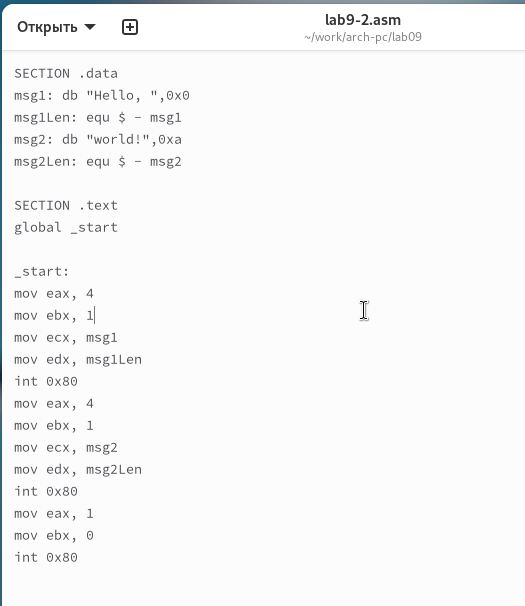 Открыть
lab9-2.asm
~/work/arch-pc/lab09
SECTION .data
msg1: db "Hello, ",0x0
msg1Len: equ $ - msg1
msg2: db "world!",0xa
msg2Len: equ $ - msg2
SECTION .text
global _start
_start:
mov eax, 4
mov ebx, 1
mov ecx, msg1
mov edx, msg1Len
int 0x80
mov eax, 4
mov ebx, 1
mov ecx, msg2
mov edx, msg2Len
int 0x80
mov eax, 1
mov ebx, 0
int 0x80